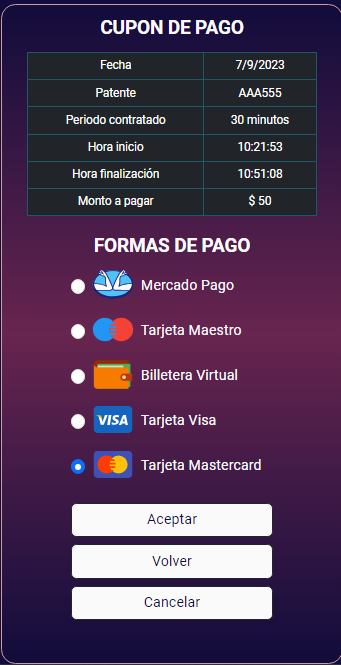 CUPON DE PAGO
Fecha 7/9/2023
Patente AAA555
Periodo contratado 30 minutos
Hora inicio 10:21:53
Hora finalización 10:51:08
Monto a pagar $ 50
FORMAS DE PAGO
Mercado Pago
Tarjeta Maestro
Billetera Virtual
VISA Tarjeta Visa
Tarjeta Mastercard
Aceptar
Volver
Cancelar